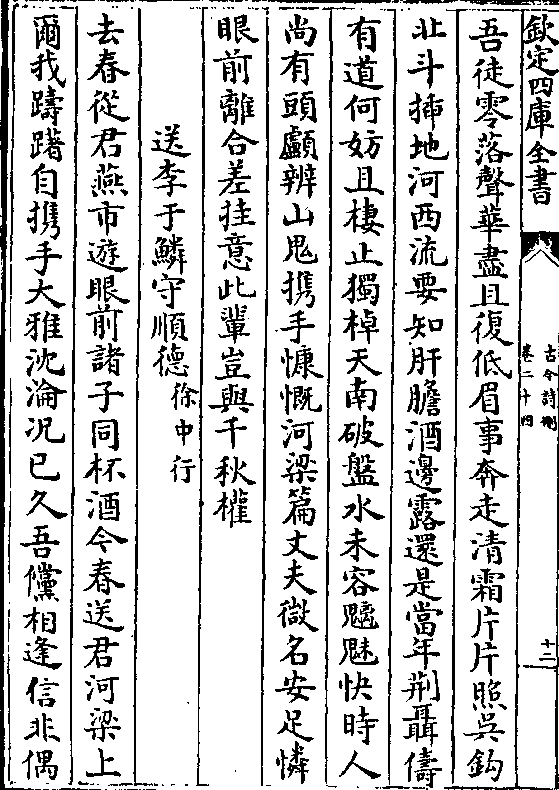 欽定四庫全書
古今詩刪
卷二十四
十二
吾徒零落聲華盡且復低眉事奔走清霜片片照吳鈎
北斗挿地河西流要知肝膽酒邊露還是當年荆聶儔
有道何妨且棲止獨棹天南破盤水未容魑魅快時人
尚有頭顱辨山鬼携手慷慨河梁篇丈夫微名安足憐
眼前離合差挂意此輩豈與千秋權
送李于鱗守順德 徐中行
去春從君燕市遊眼前諸子同杯酒今春送君河梁上
爾我躊躇自携手大雅沈淪况已久吾黨相逢信非偶